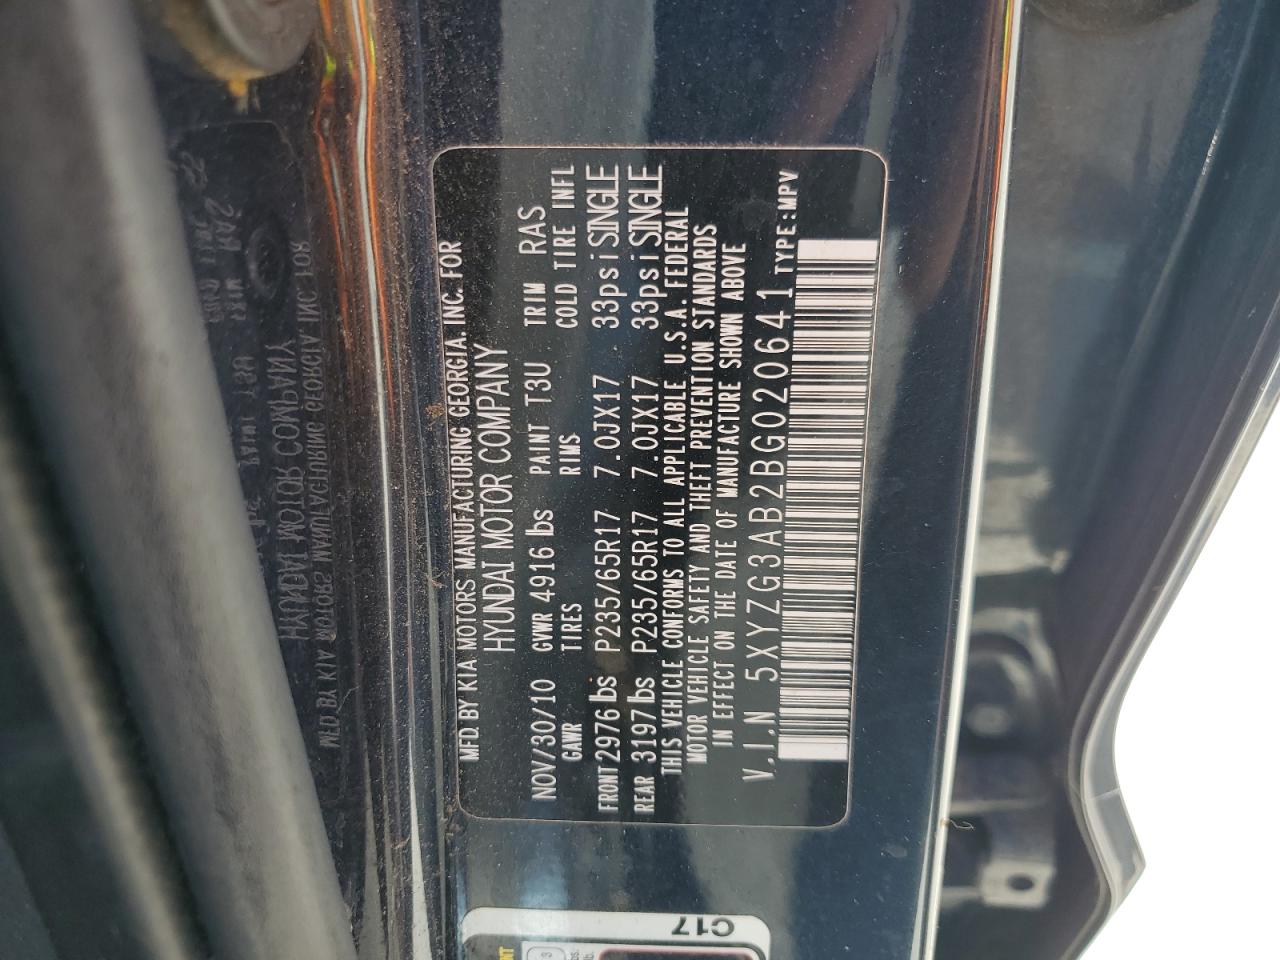 MFD. BY KIA MOTORS MANUFACTURING GEORGIA. INC. FOR
HYUNDAI MOTOR COMPANY
NOV/30/10 GVWR 4916 lbs PAINT T3U TRIM RAS
GAWR TIRES RIMS COLD TIRE INFL
FRONT 2976 lbs P235/65R17 7.0JX17 33psi SINGLE
REAR 3197 lbs P235/65R17 7.0JX17 33psi SINGLE
THIS VEHICLE CONFORMS TO ALL APPLICABLE U.S.A. FEDERAL
MOTOR VEHICLE SAFETY AND THEFT PREVENTION STANDARDS
IN EFFECT ON THE DATE OF MANUFACTURE SHOWN ABOVE
V.I.N 5XYZG3AB2BG020641 TYPE:MPV
C17